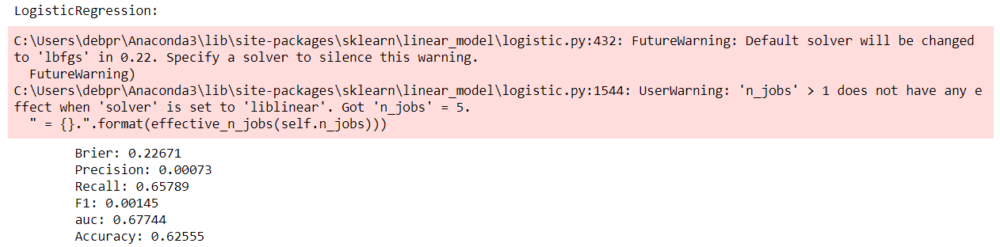 LogisticRegression:
C:\Users\debpr\Anaconda3\lib\site-packages\sklearn\linear_model\logistic.py:432: FutureWarning: Default solver will be changed
to 'lbfgs' in 0.22. Specify a solver to silence this warning.
  FutureWarning)
C:\Users\debpr\Anaconda3\lib\site-packages\sklearn\linear_model\logistic.py:1544: UserWarning: 'n_jobs' > 1 does not have any e
ffect when 'solver' is set to 'liblinear'. Got 'n_jobs' = 5.
  " = {}.".format(effective_n_jobs(self.n_jobs)))
        Brier: 0.22671
        Precision: 0.00073
        Recall: 0.65789
        F1: 0.00145
        auc: 0.67744
        Accuracy: 0.62555